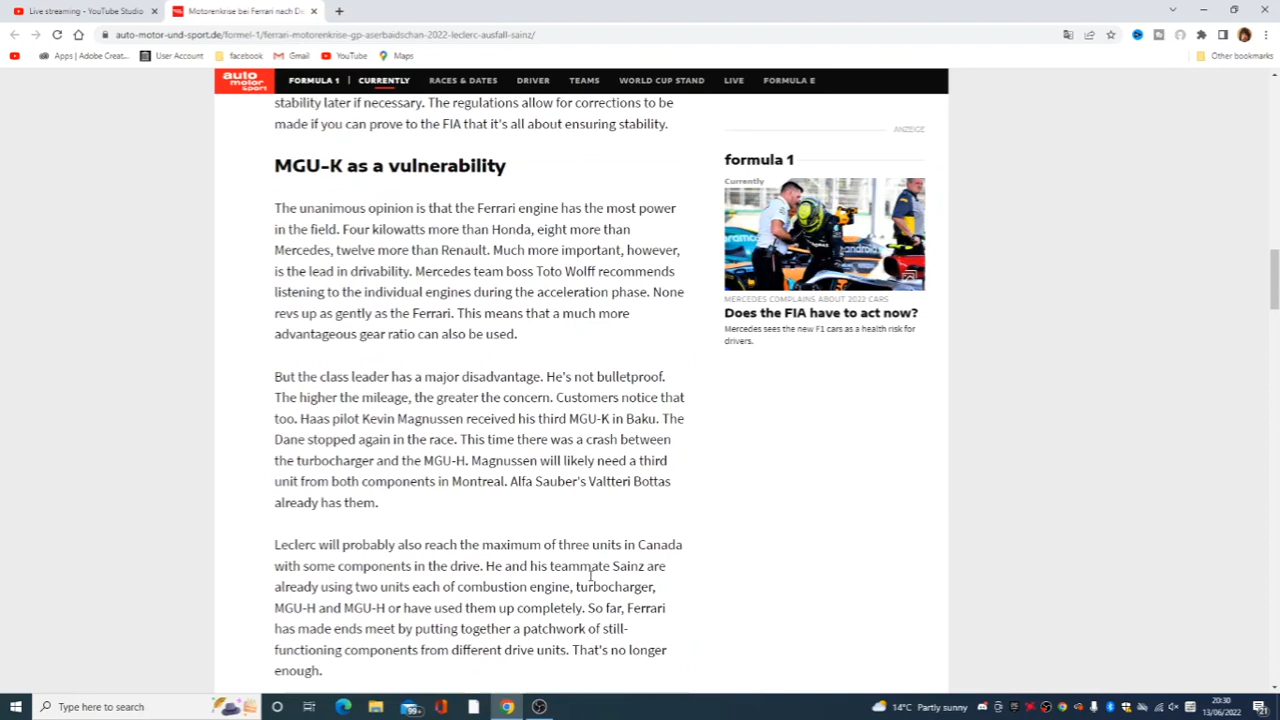 Live streaming - YouTube Studio
Motorenkrise bei Ferrari nach De
auto-motor-und-sport.de/formel-1/ferrari-motorenkrise-gp-aserbaidschan-2022-leclerc-ausfall-sainz/
Apps | Adobe Creat...
User Account
facebook
Gmail
YouTube
Maps
Other bookmarks
auto motor sport
FORMULA 1 | CURRENTLY RACES & DATES DRIVER TEAMS WORLD CUP STAND LIVE FORMULA E
stability later if necessary. The regulations allow for corrections to be
made if you can prove to the FIA that it's all about ensuring stability.
MGU-K as a vulnerability
The unanimous opinion is that the Ferrari engine has the most power
in the field. Four kilowatts more than Honda, eight more than
Mercedes, twelve more than Renault. Much more important, however,
is the lead in drivability. Mercedes team boss Toto Wolff recommends
listening to the individual engines during the acceleration phase. None
revs up as gently as the Ferrari. This means that a much more
advantageous gear ratio can also be used.
But the class leader has a major disadvantage. He's not bulletproof.
The higher the mileage, the greater the concern. Customers notice that
too. Haas pilot Kevin Magnussen received his third MGU-K in Baku. The
Dane stopped again in the race. This time there was a crash between
the turbocharger and the MGU-H. Magnussen will likely need a third
unit from both components in Montreal. Alfa Sauber's Valtteri Bottas
already has them.
Leclerc will probably also reach the maximum of three units in Canada
with some components in the drive. He and his teammate Sainz are
already using two units each of combustion engine, turbocharger,
MGU-H and MGU-H or have used them up completely. So far, Ferrari
has made ends meet by putting together a patchwork of still-
functioning components from different drive units. That's no longer
enough.
ANZEIGE
formula 1
Currently
MERCEDES COMPLAINS ABOUT 2022 CARS
Does the FIA have to act now?
Mercedes sees the new F1 cars as a health risk for
drivers.
Type here to search
99+
14°C Partly sunny
20:30
13/06/2022
21